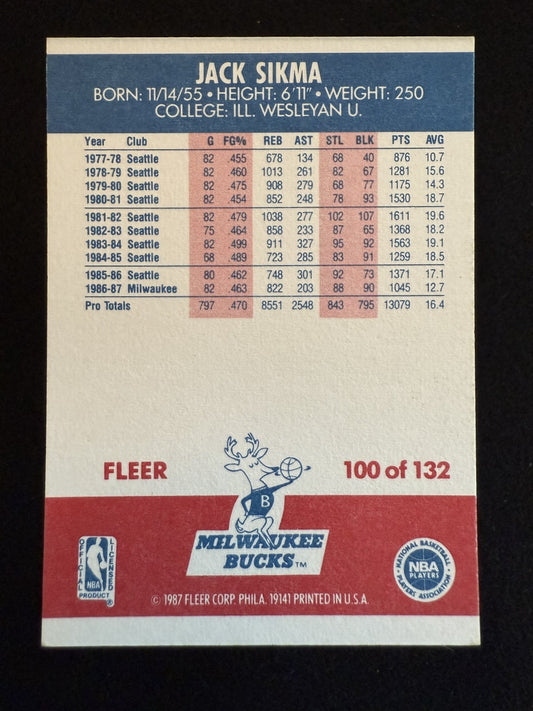 JACK SIKMA
BORN: 11/14/55 • HEIGHT: 6'11" • WEIGHT: 250
COLLEGE: ILL. WESLEYAN U.
Year Club G FG% REB AST STL BLK PTS AVG
1977-78 Seattle 82 .455 678 134 68 40 876 10.7
1978-79 Seattle 82 .460 1013 261 82 67 1281 15.6
1979-80 Seattle 82 .475 908 279 68 77 1175 14.3
1980-81 Seattle 82 .454 852 248 78 93 1530 18.7
1981-82 Seattle 82 .479 1038 277 102 107 1611 19.6
1982-83 Seattle 75 .464 858 233 87 65 1368 18.2
1983-84 Seattle 82 .499 911 327 95 92 1563 19.1
1984-85 Seattle 68 .489 723 285 83 91 1259 18.5
1985-86 Seattle 80 .462 748 301 92 73 1371 17.1
1986-87 Milwaukee 82 .463 822 203 88 90 1045 12.7
Pro Totals 797 .470 8551 2548 843 795 13079 16.4
FLEER
100 of 132
B
MILWAUKEE
BUCKS™
OFFICIAL
LICENSED
NBA
PRODUCT ®
NATIONAL BASKETBALL
NBA
PLAYERS
PLAYERS ASSOCIATION
© 1987 FLEER CORP. PHILA. 19141 PRINTED IN U.S.A.